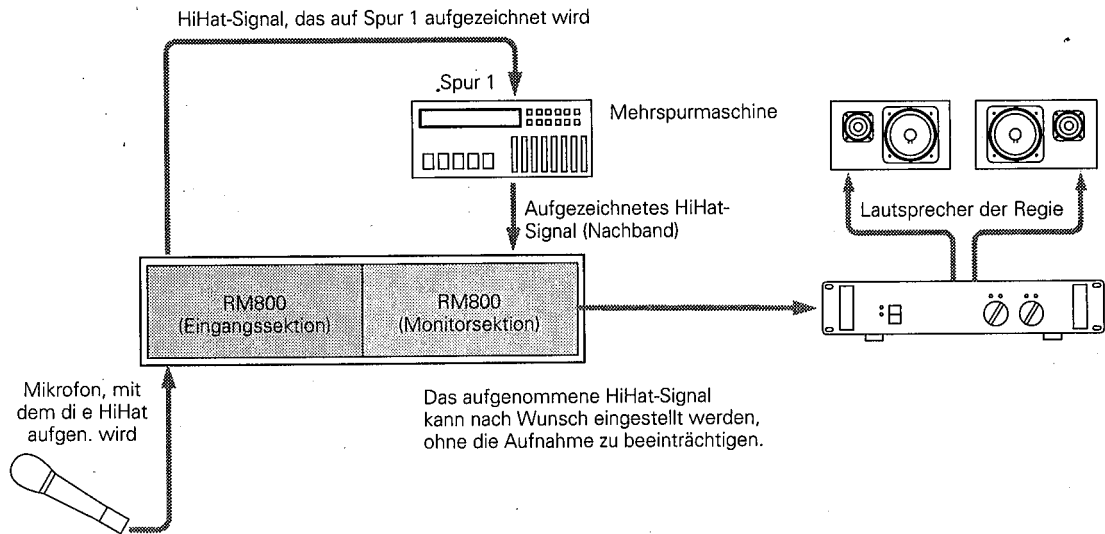 HiHat-Signal, das auf Spur 1 aufgezeichnet wird
Spur 1
Mehrspurmaschine
Aufgezeichnetes HiHat-
Signal (Nachband)
Lautsprecher der Regie
RM800
(Eingangssektion)
RM800
(Monitorsektion)
Mikrofon, mit
dem di e HiHat
aufgen. wird
Das aufgenommene HiHat-Signal
kann nach Wunsch eingestellt werden,
ohne die Aufnahme zu beeinträchtigen.